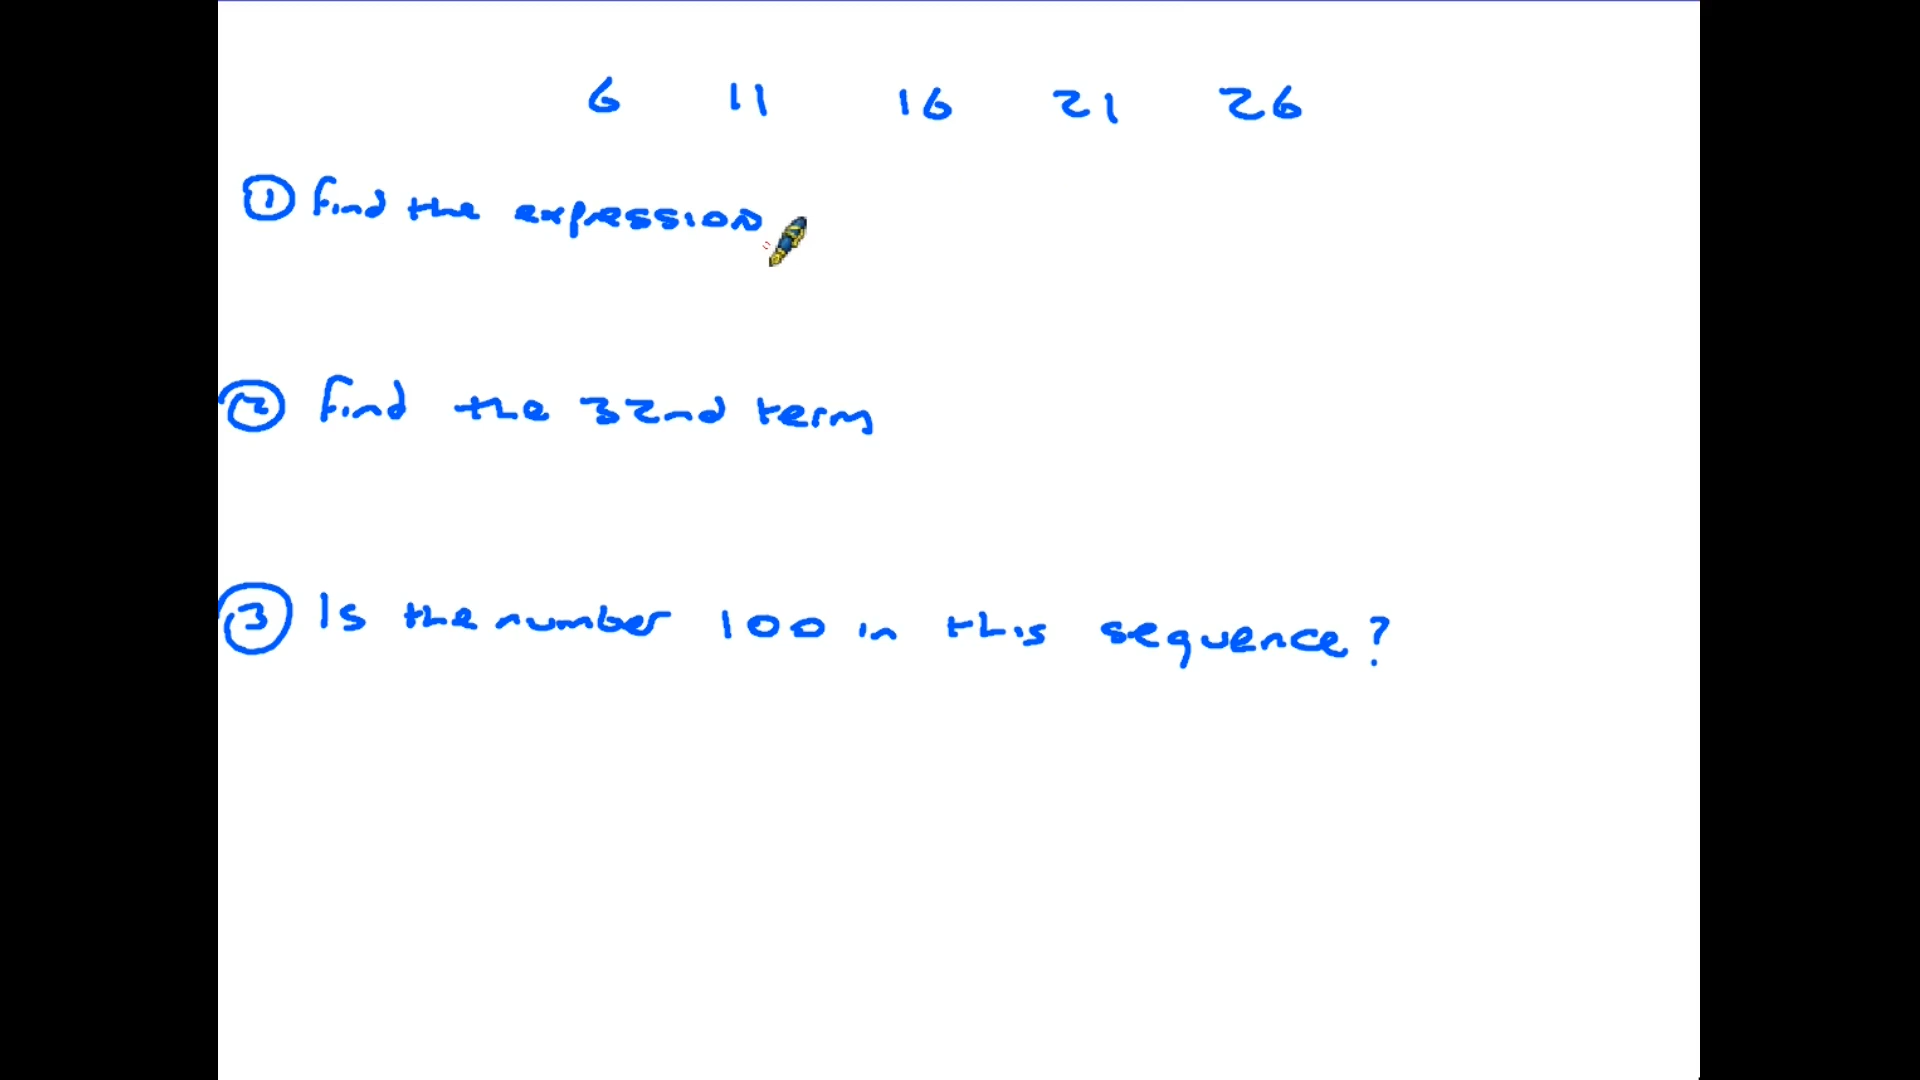 6 11 16 21 26
① find the expression
② find the 32nd term
③ Is the number 100 in this sequence?